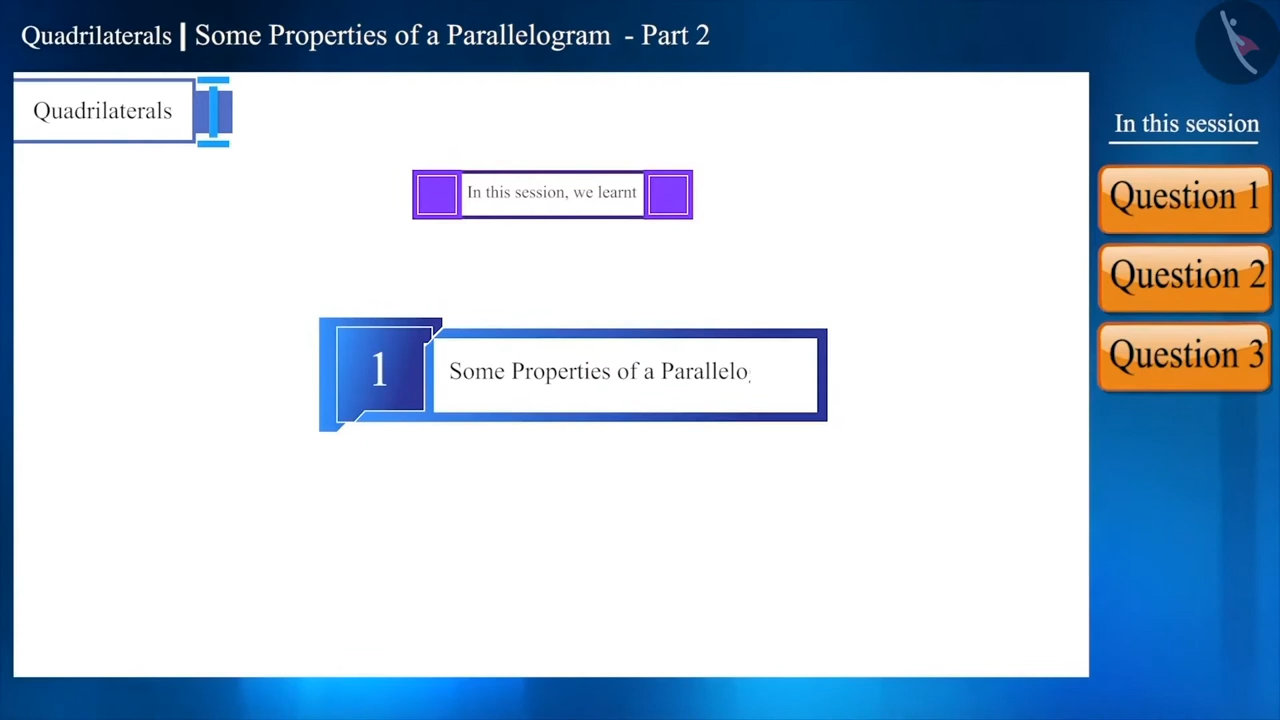 Quadrilaterals | Some Properties of a Parallelogram - Part 2
Quadrilaterals
In this session, we learnt
1
Some Properties of a Parallelo
In this session
Question 1
Question 2
Question 3